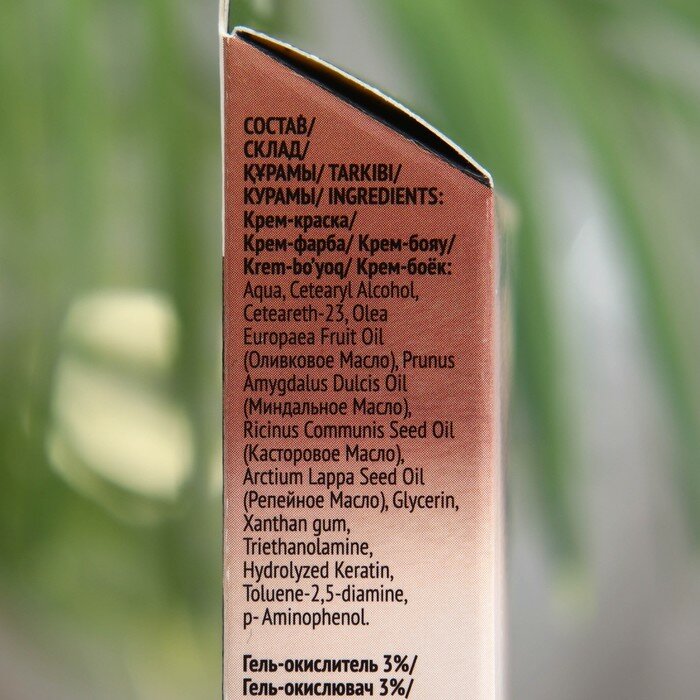 СОСТАВ/
СКЛАД/
ҚҰРАМЫ/ TARKIBI/
КУРАМЫ/ INGREDIENTS:
Крем-краска/
Крем-фарба/ Крем-бояу/
Krem-bo'yoq/ Крем-боёк:
Aqua, Cetearyl Alcohol,
Ceteareth-23, Olea
Europaea Fruit Oil
(Оливковое Масло), Prunus
Amygdalus Dulcis Oil
(Миндальное Масло),
Ricinus Communis Seed Oil
(Касторовое Масло),
Arctium Lappa Seed Oil
(Репейное Масло), Glycerin,
Xanthan gum,
Triethanolamine,
Hydrolyzed Keratin,
Toluene-2,5-diamine,
p- Aminophenol.
Гель-окислитель 3%/
Гель-окислювач 3%/